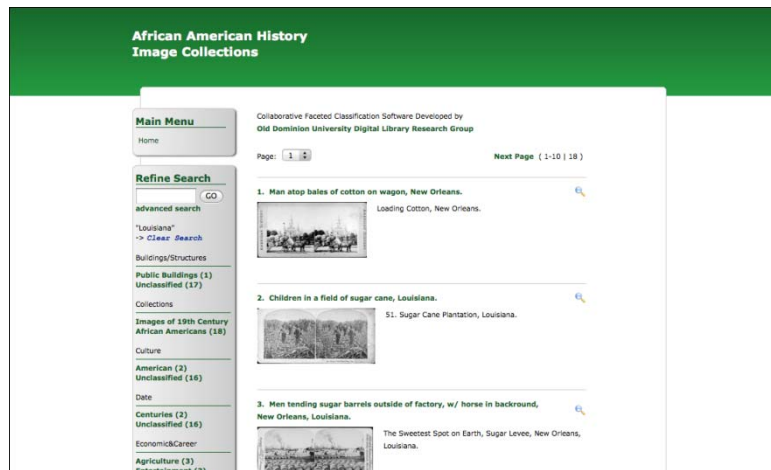 African American History
Image Collections
Main Menu
Home
Refine Search
GO
advanced search
"Louisiana"
-> Clear Search
Buildings/Structures
Public Buildings (1)
Unclassified (17)
Collections
Images of 19th Century
African Americans (18)
Culture
American (2)
Unclassified (16)
Date
Centuries (2)
Unclassified (16)
Economic&Career
Agriculture (3)
Collaborative Faceted Classification Software Developed by
Old Dominion University Digital Library Research Group
Page: 1
Next Page ( 1-10 | 18 )
1. Man atop bales of cotton on wagon, New Orleans.
Loading Cotton, New Orleans.
2. Children in a field of sugar cane, Louisiana.
51. Sugar Cane Plantation, Louisiana.
3. Men tending sugar barrels outside of factory, w/ horse in backround,
New Orleans, Louisiana.
The Sweetest Spot on Earth, Sugar Levee, New Orleans,
Louisiana.